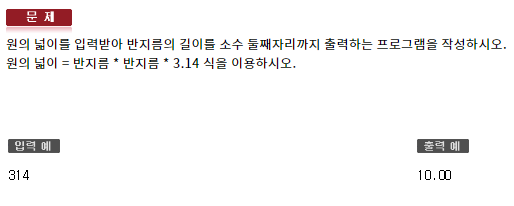 문 제
원의 넓이를 입력받아 반지름의 길이를 소수 둘째자리까지 출력하는 프로그램을 작성하시오.
원의 넓이 = 반지름 * 반지름 * 3.14 식을 이용하시오.
입력 예
출력 예
314
10.00